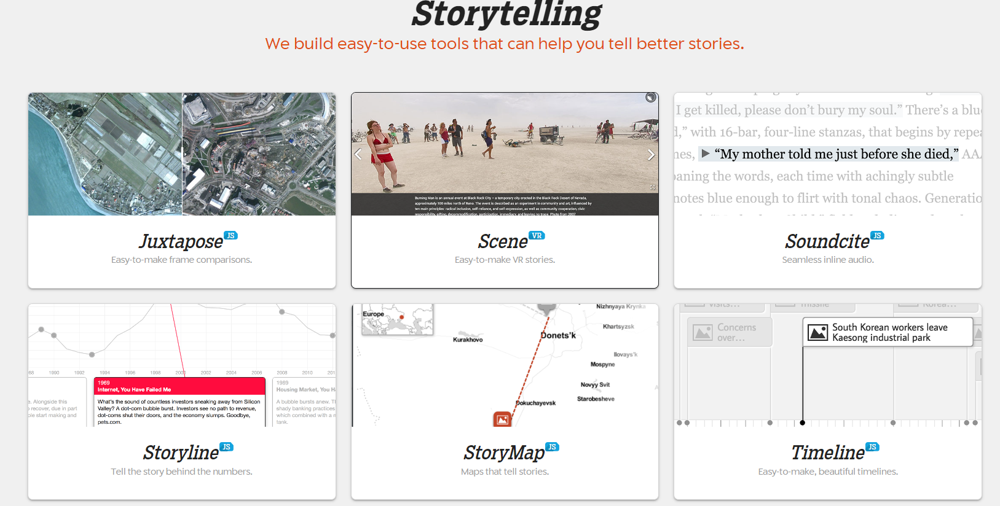 Storytelling
We build easy-to-use tools that can help you tell better stories.
Burning Man is an annual event at Black Rock City – a temporary city erected in the Black Rock Desert of Nevada,
approximately 100 miles north of Reno. The event is described as an experiment in community and art, influenced by
ten main principles: radical inclusion, self-reliance, and self-expression, as well as community cooperation, civic
responsibility, gifting, decommodification, participation, immediacy, and leaving no trace. Photo from 2007.
I get killed, please don’t bury my soul.” There’s a blu
d,” with 16-bar, four-line stanzas, that begins by repea
nes, “My mother told me just before she died,” AAA
aning the words, each time with achingly subtle
notes blue enough to flirt with tonal chaos. Generatio
Juxtapose JS
Easy-to-make frame comparisons.
Scene VR
Easy-to-make VR stories.
Soundcite JS
Seamless inline audio.
88 1990 1992 1994 1996 1998 2000 2002 2004 2006 2008 2010 201
e. Alongside this
recover, due in part
ole start making and
1969
Internet, You Have Failed Me
What’s the sound of countless investors sneaking away from Silicon
Valley? A dot-com bubble burst. Investors see no path to revenue,
dot-coms shut their doors, and the economy slumps. Goodbye,
pets.com.
1969
Housing Market, You H
A bubble bursts anew. T
shady banking practices
which combined with a
tank.
Europe
Nizhnyaya Krynka
Khartsyzsk
Kurakhovo
Donets’k
Ilovays’k
Mospyne
Novyy Svit
Starobesheve
Dokuchayevsk
Visits...
missile
Korea...
Concerns
over...
South Korean workers leave
Kaesong industrial park
Storyline JS
Tell the story behind the numbers.
StoryMap JS
Maps that tell stories.
Timeline JS
Easy-to-make, beautiful timelines.